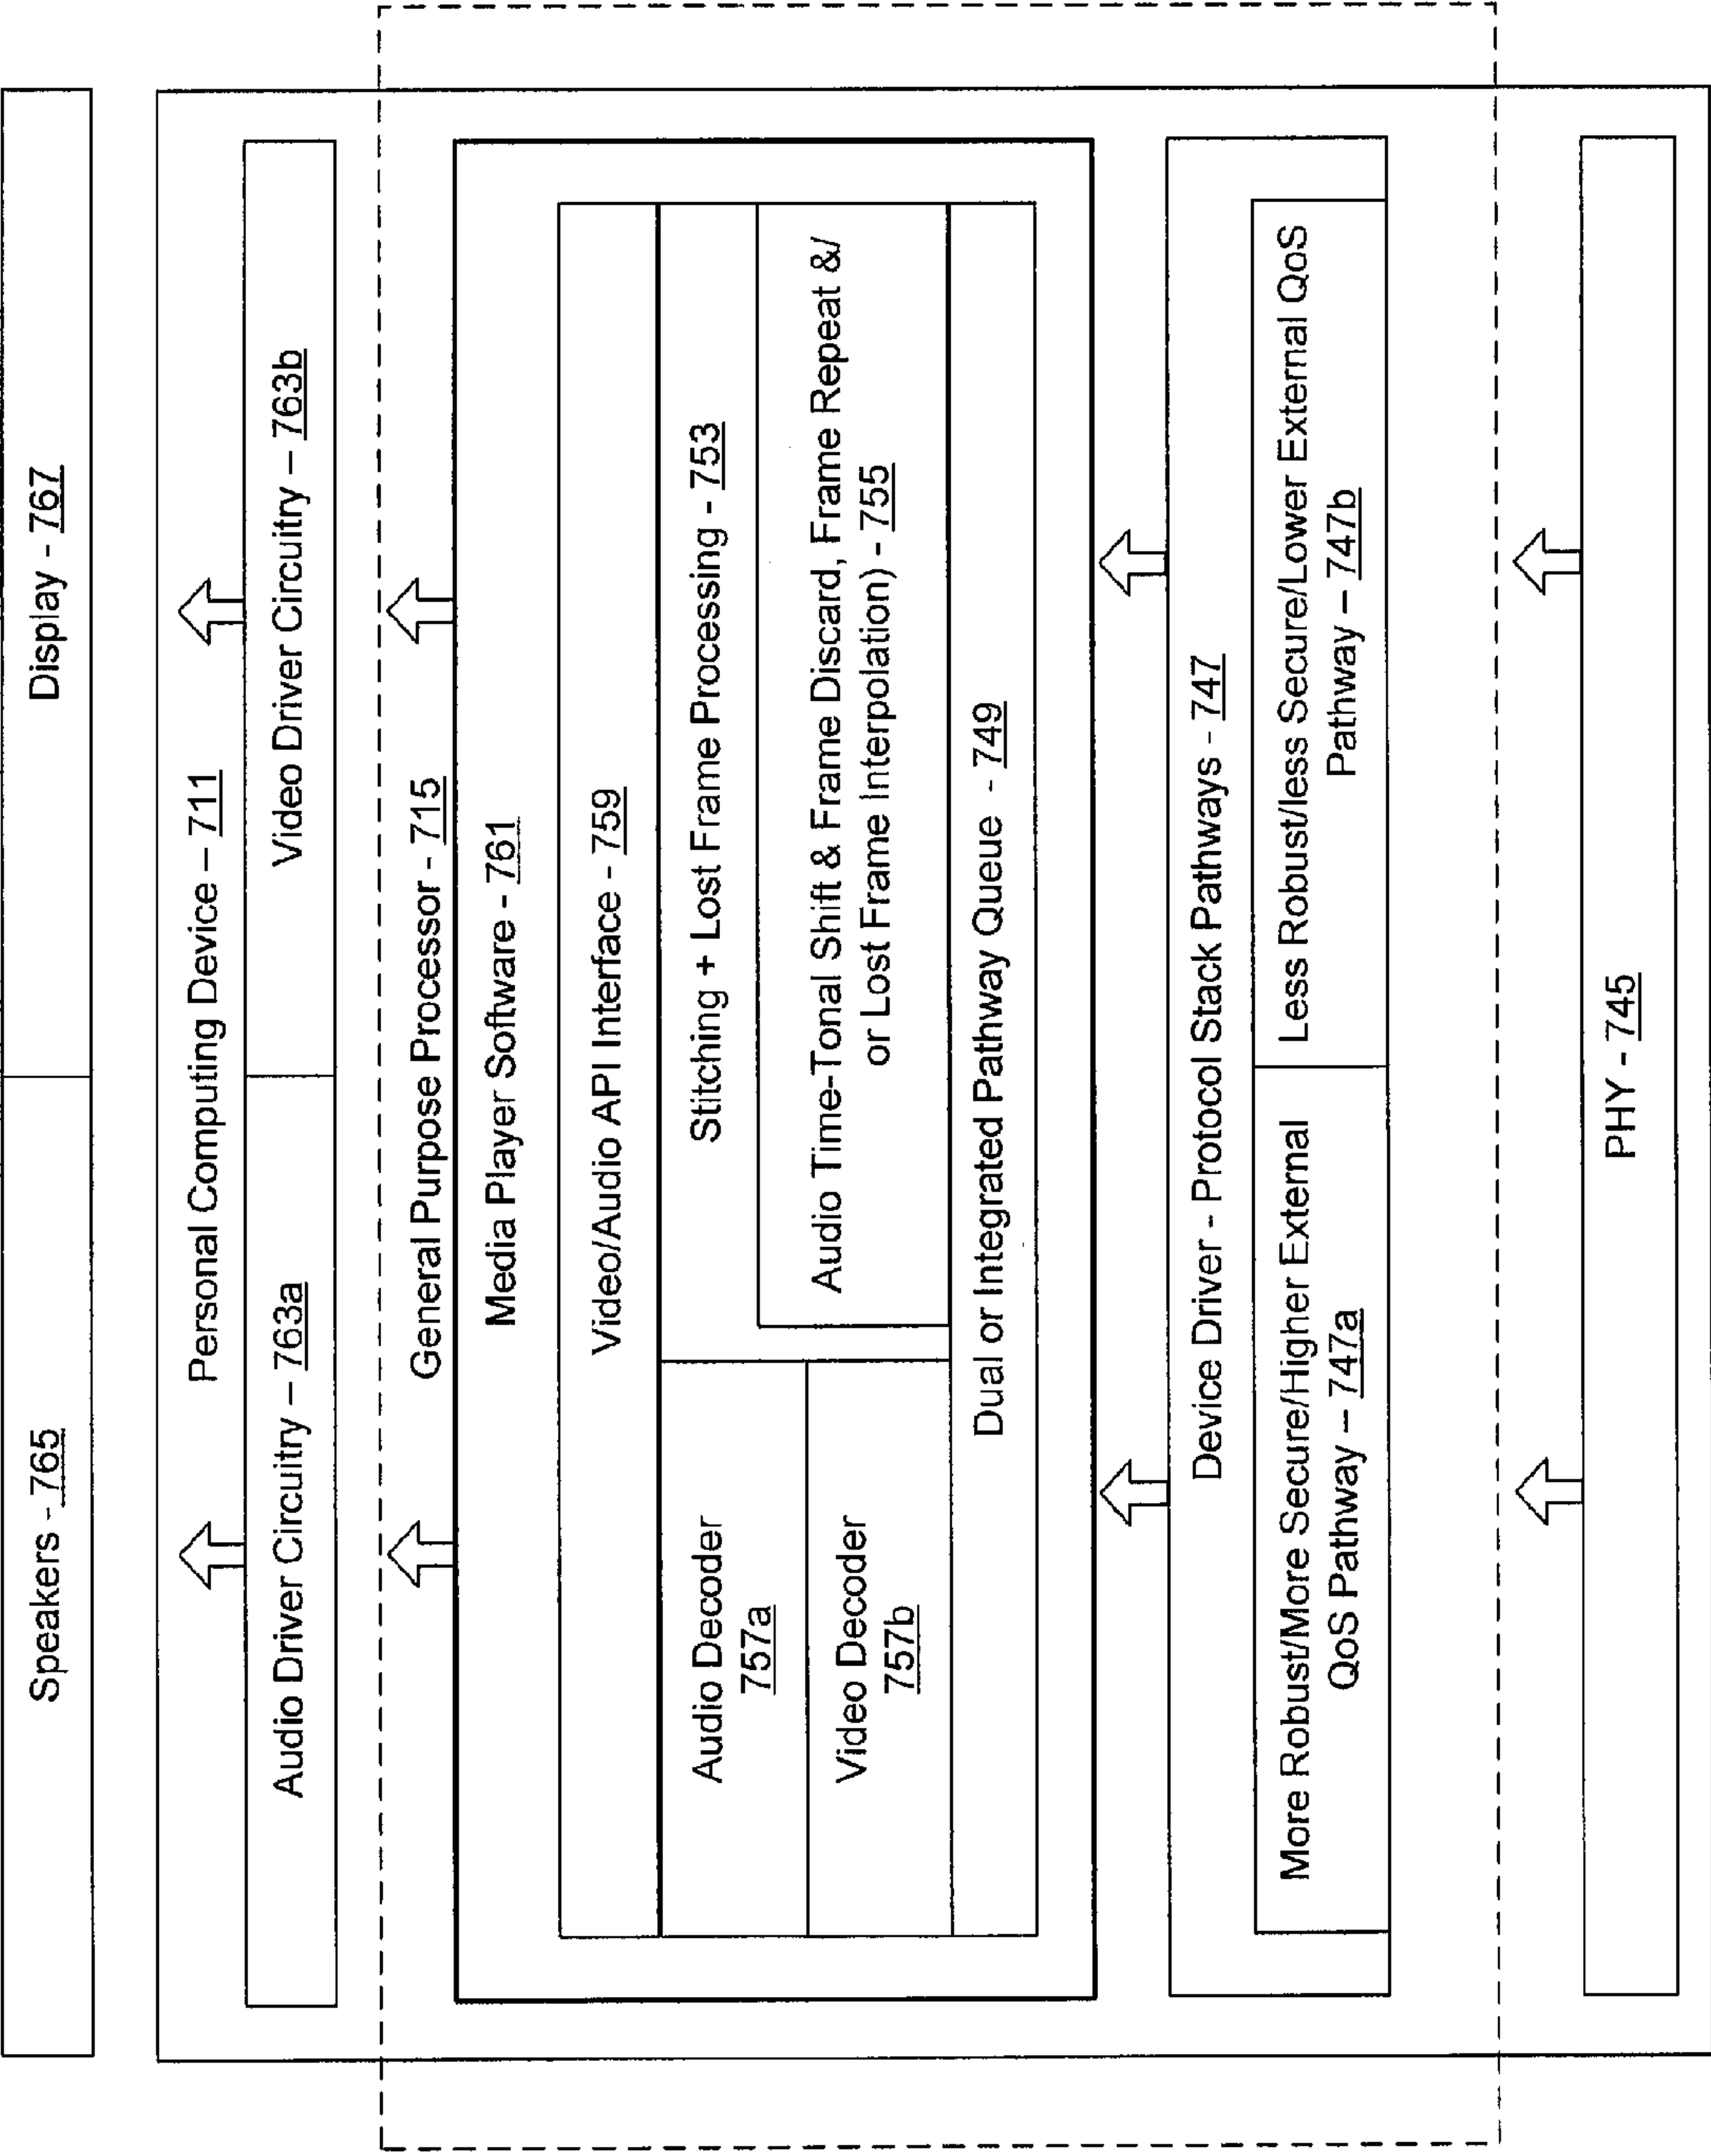 Speakers - 765
Display - 767
Personal Computing Device – 711
Audio Driver Circuitry – 763a
Video Driver Circuitry – 763b
General Purpose Processor - 715
Media Player Software - 761
Video/Audio API Interface - 759
Audio Decoder
757a
Video Decoder
757b
Stitching + Lost Frame Processing - 753
Audio Time-Tonal Shift & Frame Discard, Frame Repeat &/
or Lost Frame Interpolation) - 755
Dual or Integrated Pathway Queue - 749
Device Driver - Protocol Stack Pathways - 747
More Robust/More Secure/Higher External
QoS Pathway – 747a
Less Robust/less Secure/Lower External QoS
Pathway – 747b
PHY - 745